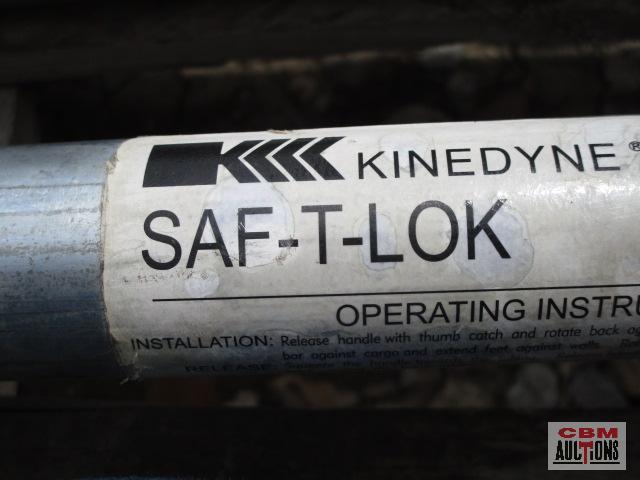 KINEDYNE®
SAF-T-LOK
OPERATING INSTRU
INSTALLATION: Release handle with thumb catch and rotate back
bar against cargo and extend feet against walls.
RELEASE:
CBM
AUCTIONS